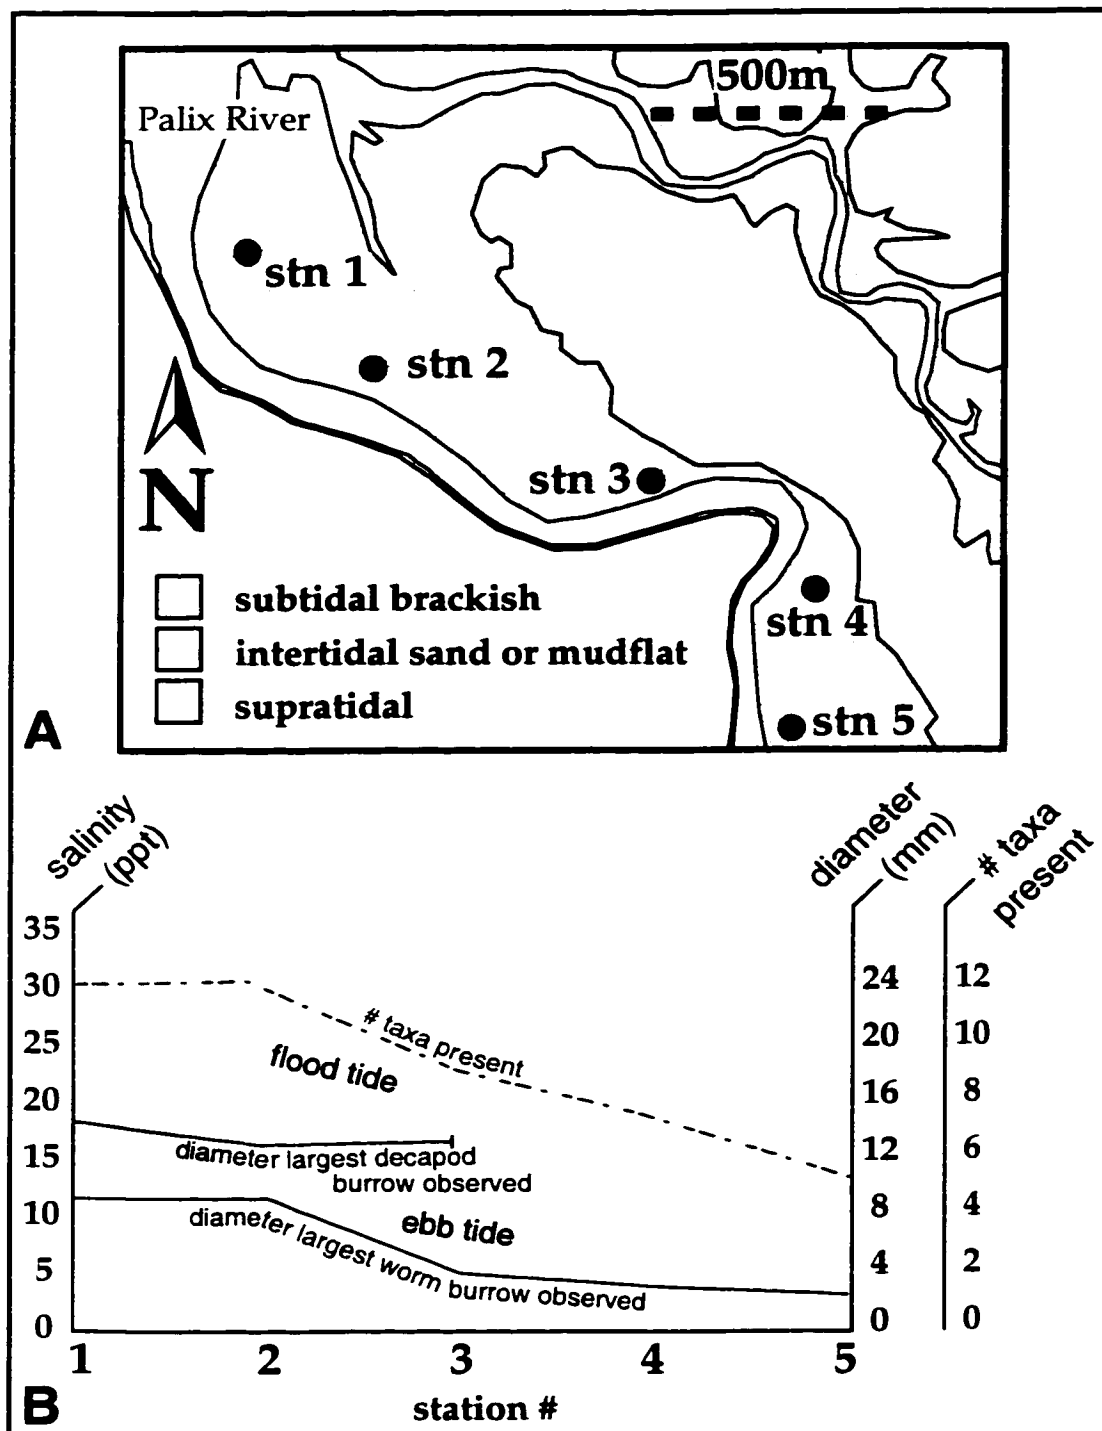 500m
Palix River
stn 1
stn 2
stn 3
N
stn 4
stn 5
subtidal brackish
intertidal sand or mudflat
supratidal
A
salinity
(ppt)
diameter
(mm)
# taxa
present
35
30
25
20
15
10
5
0
24
20
16
12
8
4
0
12
10
8
6
4
2
0
# taxa present
flood tide
diameter largest decapod
burrow observed
ebb tide
diameter largest worm burrow observed
1 2 3 4 5
station #
B